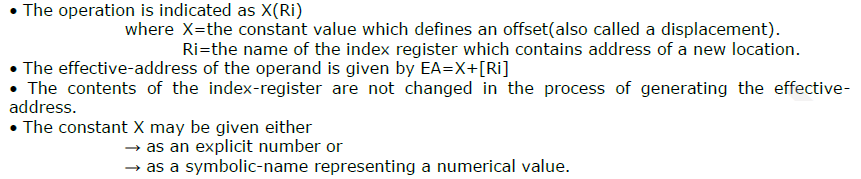 • The operation is indicated as X(Ri)
where X=the constant value which defines an offset(also called a displacement).
Ri=the name of the index register which contains address of a new location.
• The effective-address of the operand is given by EA=X+[Ri]
• The contents of the index-register are not changed in the process of generating the effective-
address.
• The constant X may be given either
→ as an explicit number or
→ as a symbolic-name representing a numerical value.